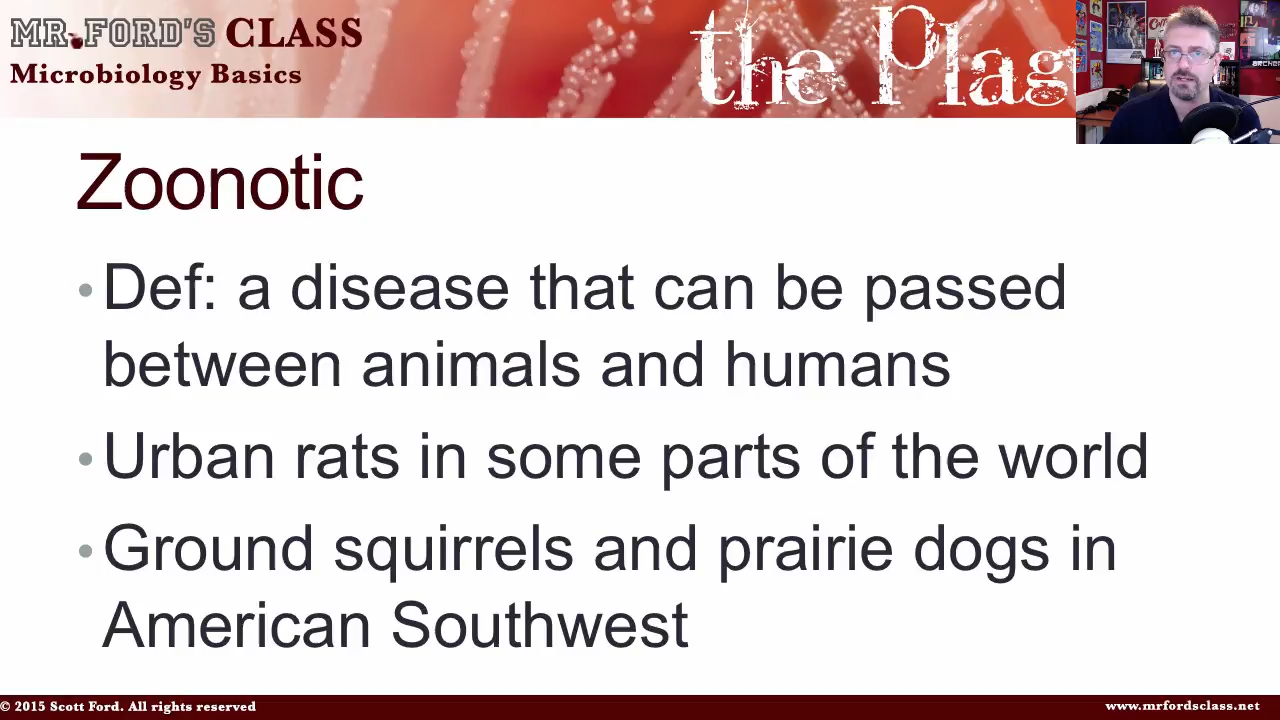 MR. FORD'S CLASS
Microbiology Basics
the Plag
Zoonotic
• Def: a disease that can be passed
between animals and humans
• Urban rats in some parts of the world
• Ground squirrels and prairie dogs in
American Southwest
© 2015 Scott Ford. All rights reserved
www.mrfordsclass.net